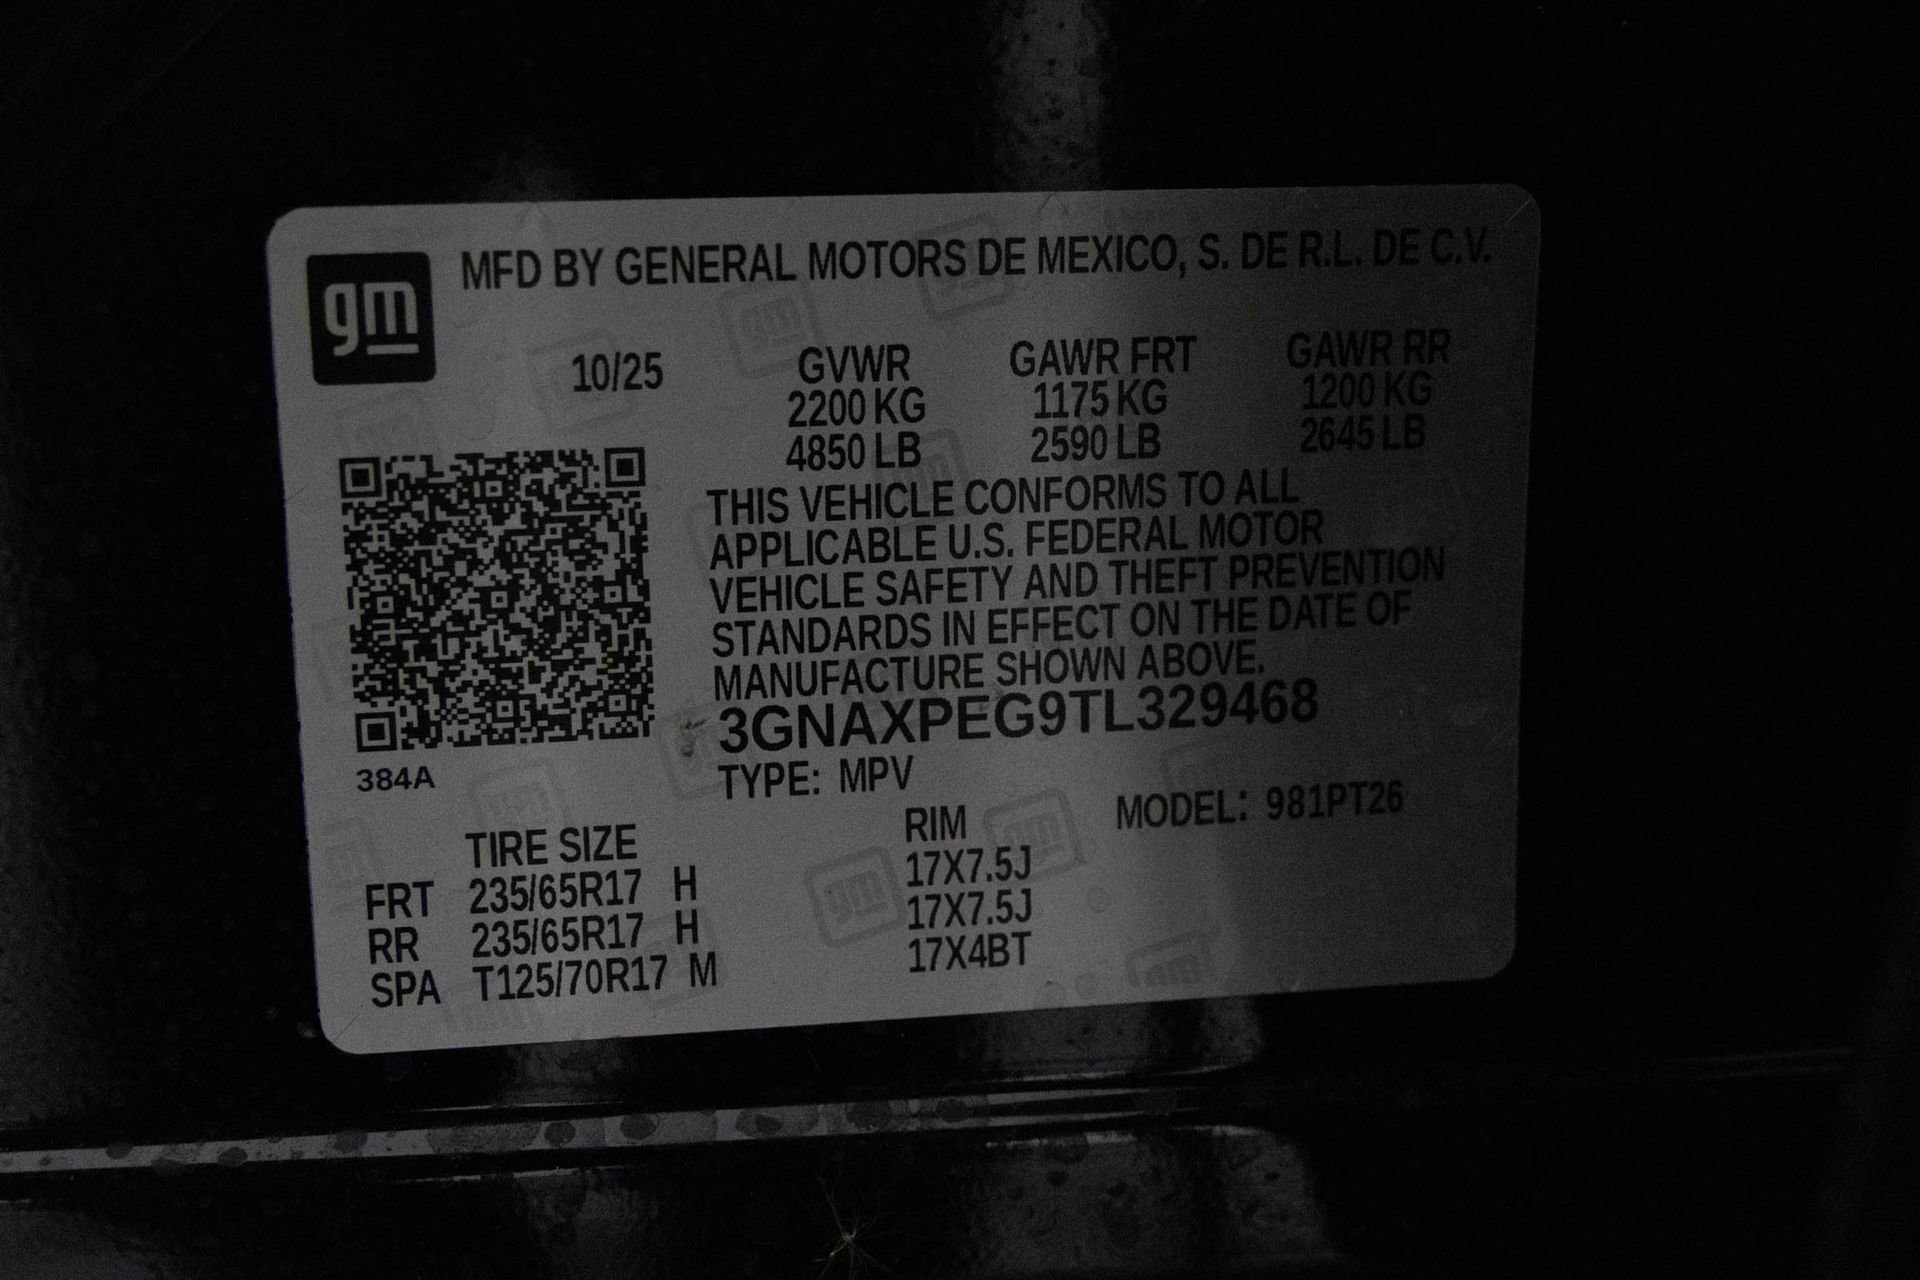 gm
MFD BY GENERAL MOTORS DE MEXICO, S. DE R.L. DE C.V.
10/25
GVWR GAWR FRT GAWR RR
2200 KG 1175 KG 1200 KG
4850 LB 2590 LB 2645 LB
THIS VEHICLE CONFORMS TO ALL
APPLICABLE U.S. FEDERAL MOTOR
VEHICLE SAFETY AND THEFT PREVENTION
STANDARDS IN EFFECT ON THE DATE OF
MANUFACTURE SHOWN ABOVE.
3GNAXPEG9TL329468
384A
TYPE: MPV
MODEL: 981PT26
TIRE SIZE RIM
FRT 235/65R17 H 17X7.5J
RR 235/65R17 H 17X7.5J
SPA T125/70R17 M 17X4BT